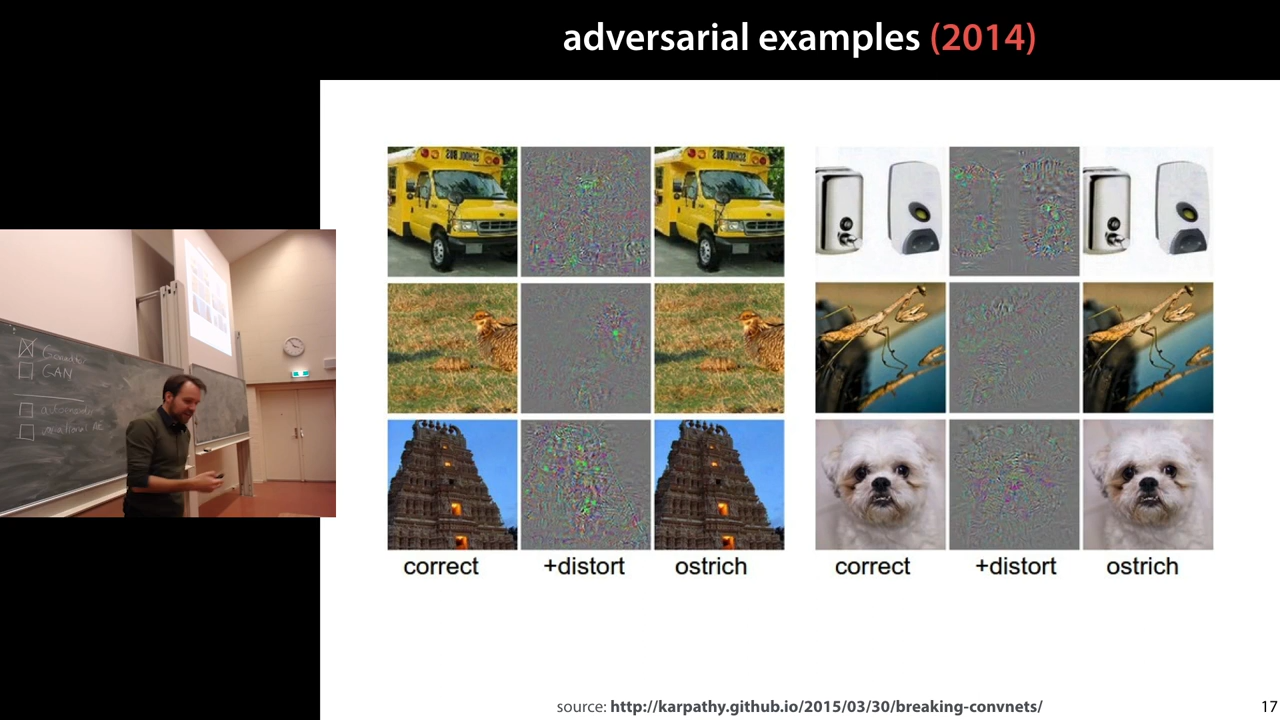 adversarial examples (2014)
GAN
correct +distort ostrich correct +distort ostrich
source: http://karpathy.github.io/2015/03/30/breaking-convnets/ 17